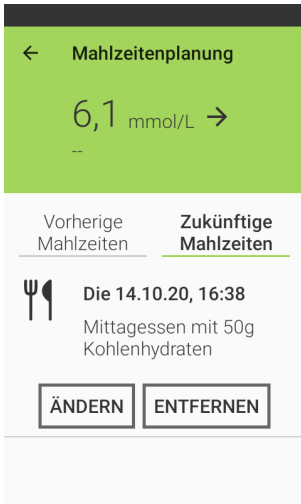 Mahlzeitenplanung
6,1 mmol/L →
--
Vorherige Mahlzeiten
Zukünftige Mahlzeiten
Die 14.10.20, 16:38
Mittagessen mit 50g
Kohlenhydraten
ÄNDERN ENTFERNEN